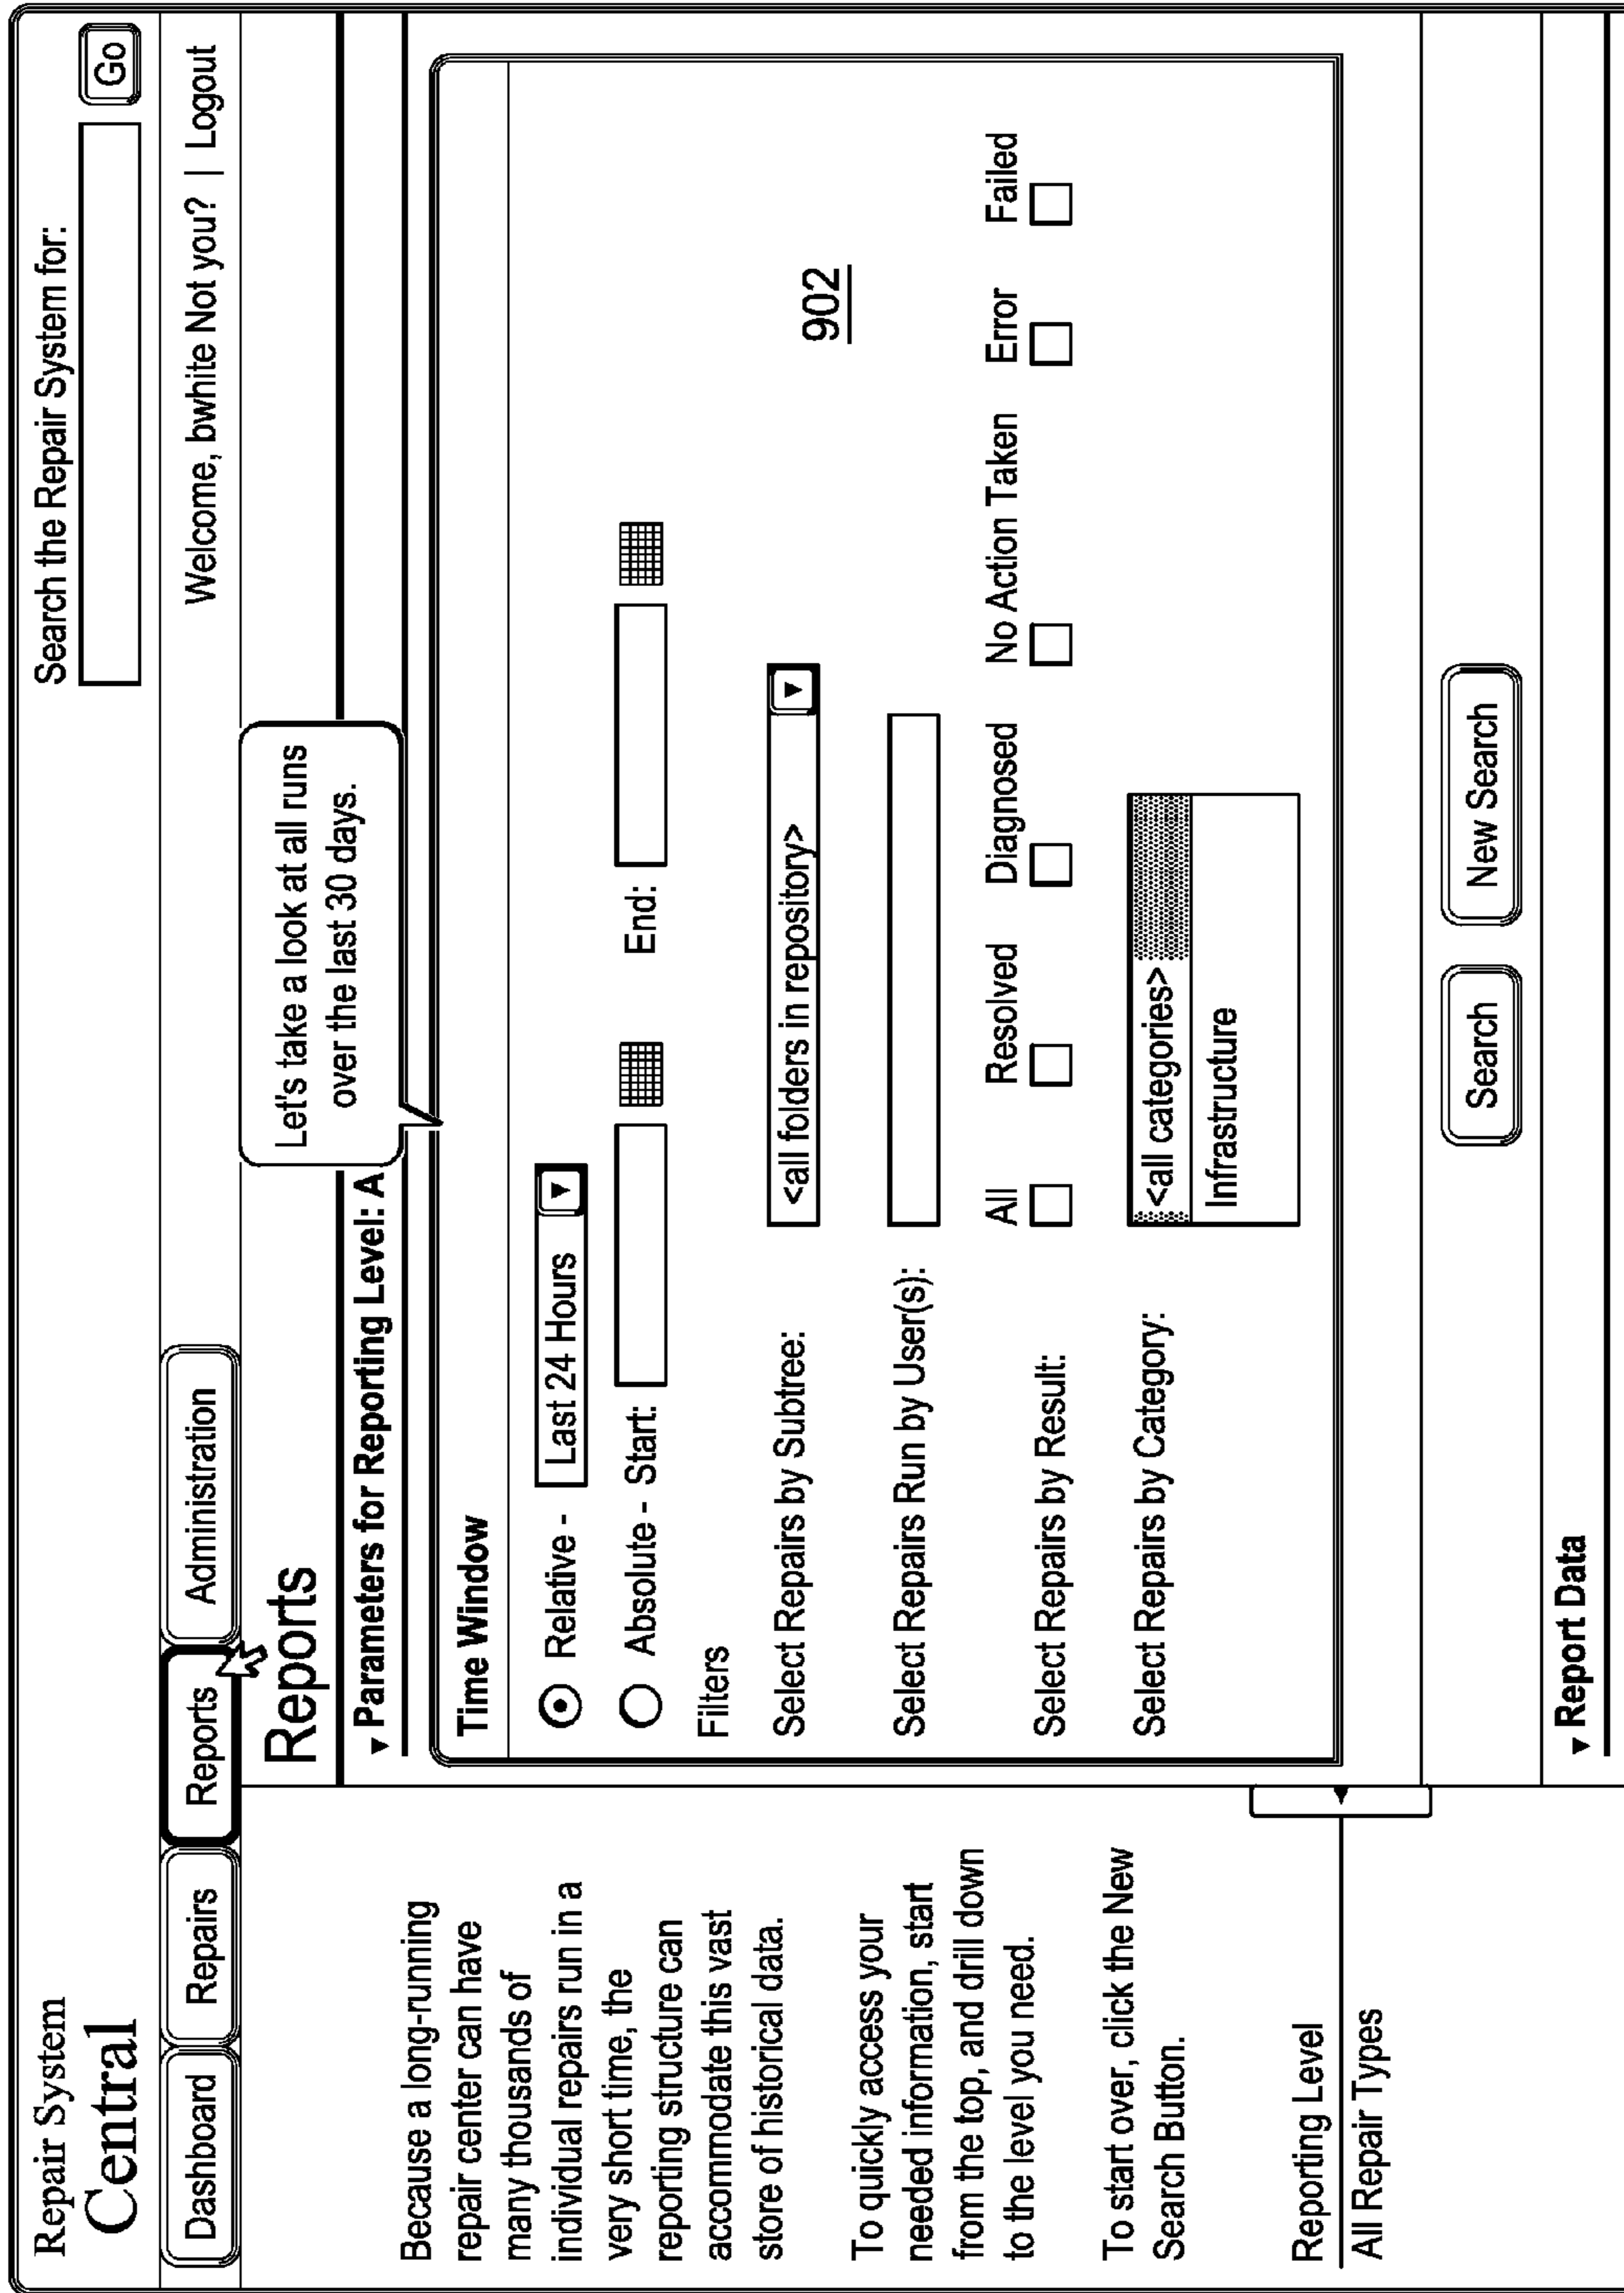 Repair System
Central
Search the Repair System for:
Go
Dashboard
Repairs
Reports
Administration
Welcome, bwhite Not you? | Logout
Because a long-running
repair center can have
many thousands of
individual repairs run in a
very short time, the
reporting structure can
accommodate this vast
store of historical data.
To quickly access your
needed information, start
from the top, and drill down
to the level you need.
To start over, click the New
Search Button.
Reporting Level
All Repair Types
Reports
Let's take a look at all runs
over the last 30 days.
Parameters for Reporting Level: A
Time Window
Relative - Last 24 Hours
Absolute - Start: End:
Filters
Select Repairs by Subtree: <all folders in repository>
902
Select Repairs Run by User(s):
All Resolved Diagnosed No Action Taken Error Failed
Select Repairs by Result:
Select Repairs by Category: <all categories>
Infrastructure
Search New Search
Report Data